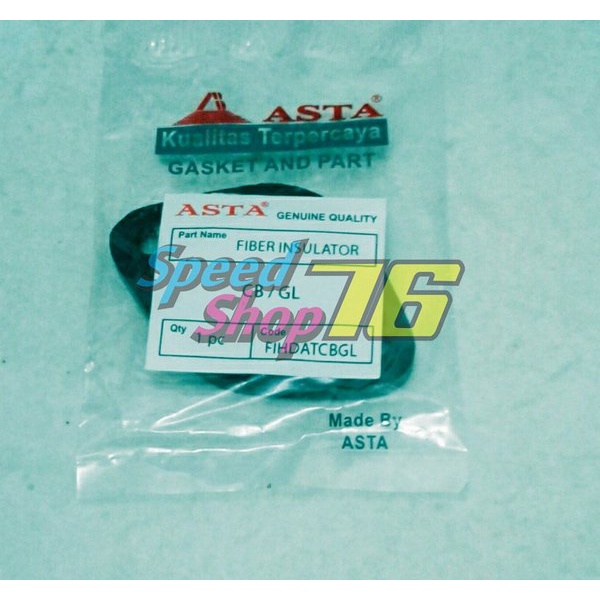 ASTA®
Kualitas Terpercaya
GASKET AND PART
ASTA® GENUINE QUALITY
Part Name
FIBER INSULATOR
CB / GL
Speed
Shop 76
Qty
1 pc
Code
FIHDATCBGL
Made By
ASTA